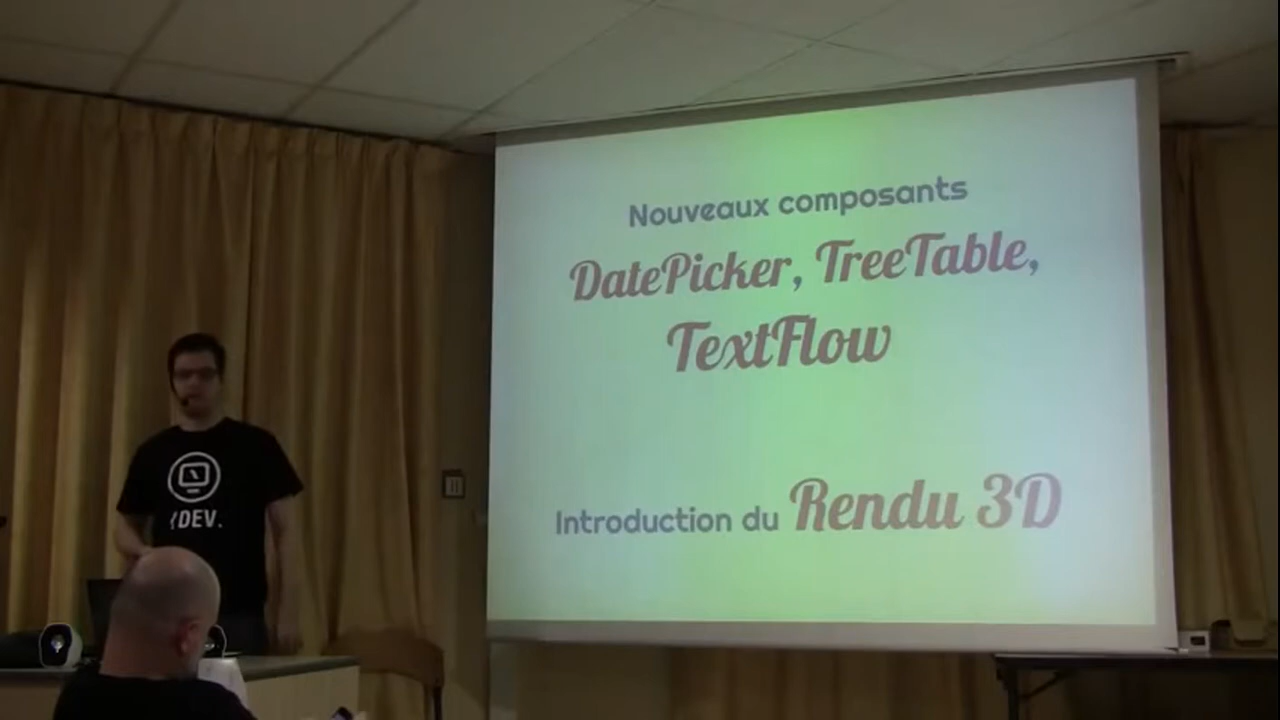 Nouveaux composants
DatePicker, TreeTable,
TextFlow
Introduction du Rendu 3D
DEV.